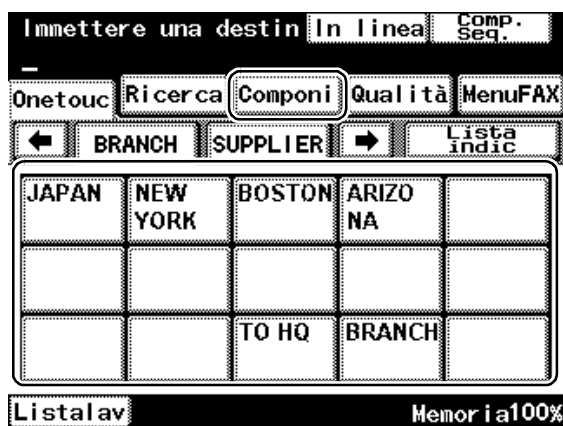 Immettere una destin In linea Comp. Seq.
Onetouc Ricerca Componi Qualità MenuFAX
BRANCH SUPPLIER Lista indic
JAPAN NEW YORK BOSTON ARIZO NA
TO HQ BRANCH
Listalav Memoria100%